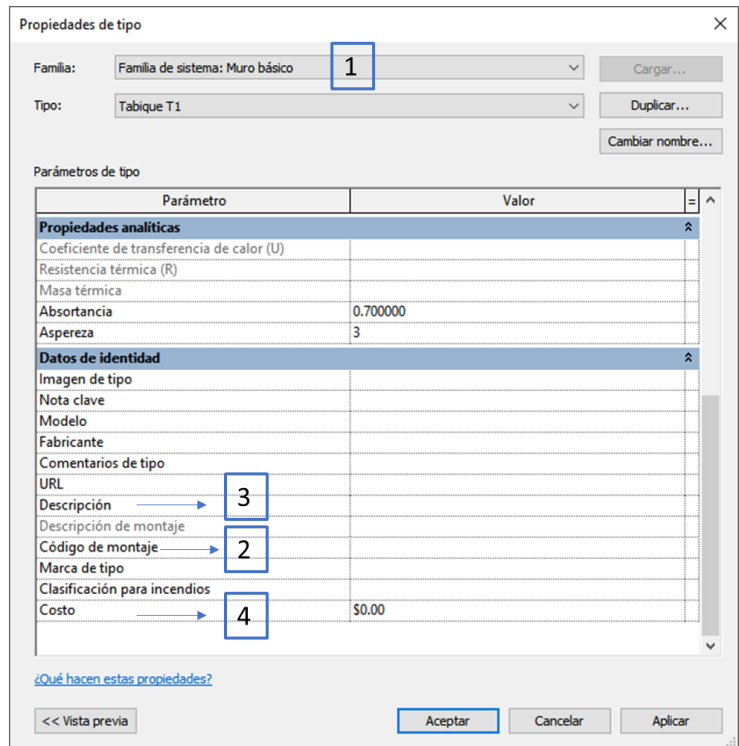 Propiedades de tipo
Familia: Familia de sistema: Muro básico 1 Cargar...
Tipo: Tabique T1 Duplicar...
Cambiar nombre...
Parámetros de tipo
Parámetro Valor =
Propiedades analíticas
Coeficiente de transferencia de calor (U)
Resistencia térmica (R)
Masa térmica
Absortancia 0.700000
Aspereza 3
Datos de identidad
Imagen de tipo
Nota clave
Modelo
Fabricante
Comentarios de tipo
URL
Descripción 3
Descripción de montaje
Código de montaje 2
Marca de tipo
Clasificación para incendios
Costo 4 $0.00
¿Qué hacen estas propiedades?
<< Vista previa Aceptar Cancelar Aplicar